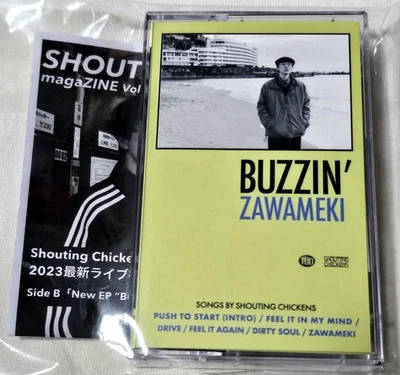 SHOUT
magaZINE Vol
Shouting Chicke
2023最新ライブ
Side B「New EP "B
BUZZIN'
ZAWAMEKI
SHOUTING
CHICKENS
SONGS BY SHOUTING CHICKENS
PUSH TO START (INTRO) / FEEL IT IN MY MIND /
DRIVE / FEEL IT AGAIN / DIRTY SOUL / ZAWAMEKI